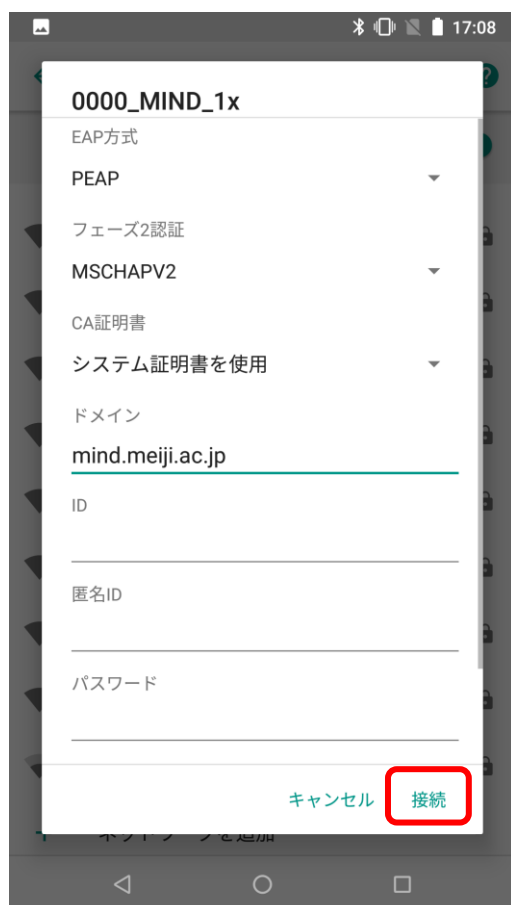 17:08
0000_MIND_1x
EAP方式
PEAP
フェーズ2認証
MSCHAPV2
CA証明書
システム証明書を使用
ドメイン
mind.meiji.ac.jp
ID
匿名ID
パスワード
キャンセル 接続